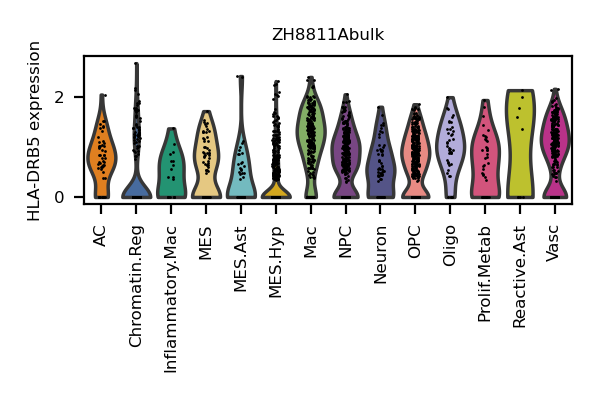 ZH8811Abulk
HLA-DRB5 expression
2
0
AC
Chromatin.Reg
Inflammatory.Mac
MES
MES.Ast
MES.Hyp
Mac
NPC
Neuron
OPC
Oligo
Prolif.Metab
Reactive.Ast
Vasc